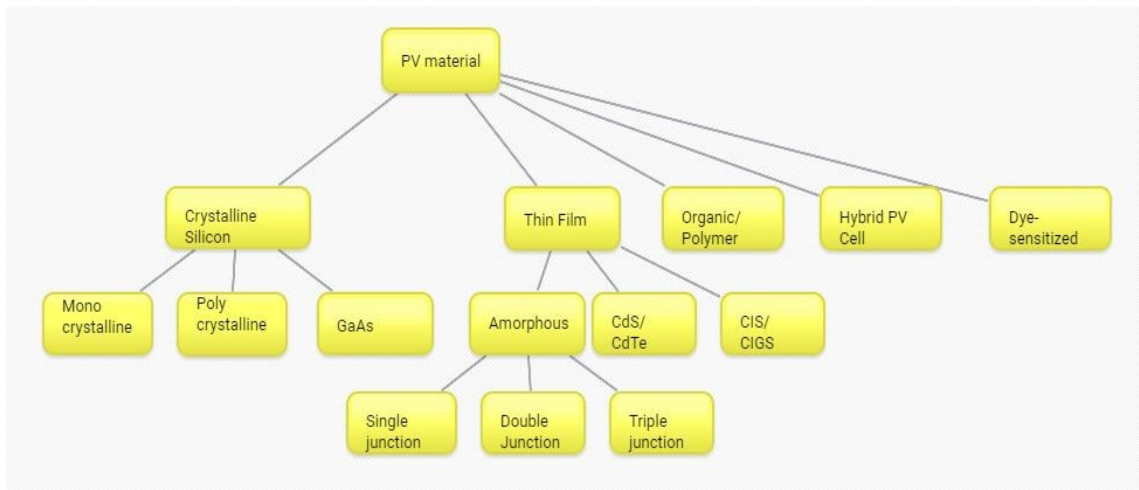 PV material
Crystalline
Silicon
Thin Film
Organic/
Polymer
Hybrid PV
Cell
Dye-
sensitized
Mono
crystalline
Poly
crystalline
GaAs
Amorphous
CdS/
CdTe
CIS/
CIGS
Single
junction
Double
Junction
Triple
junction